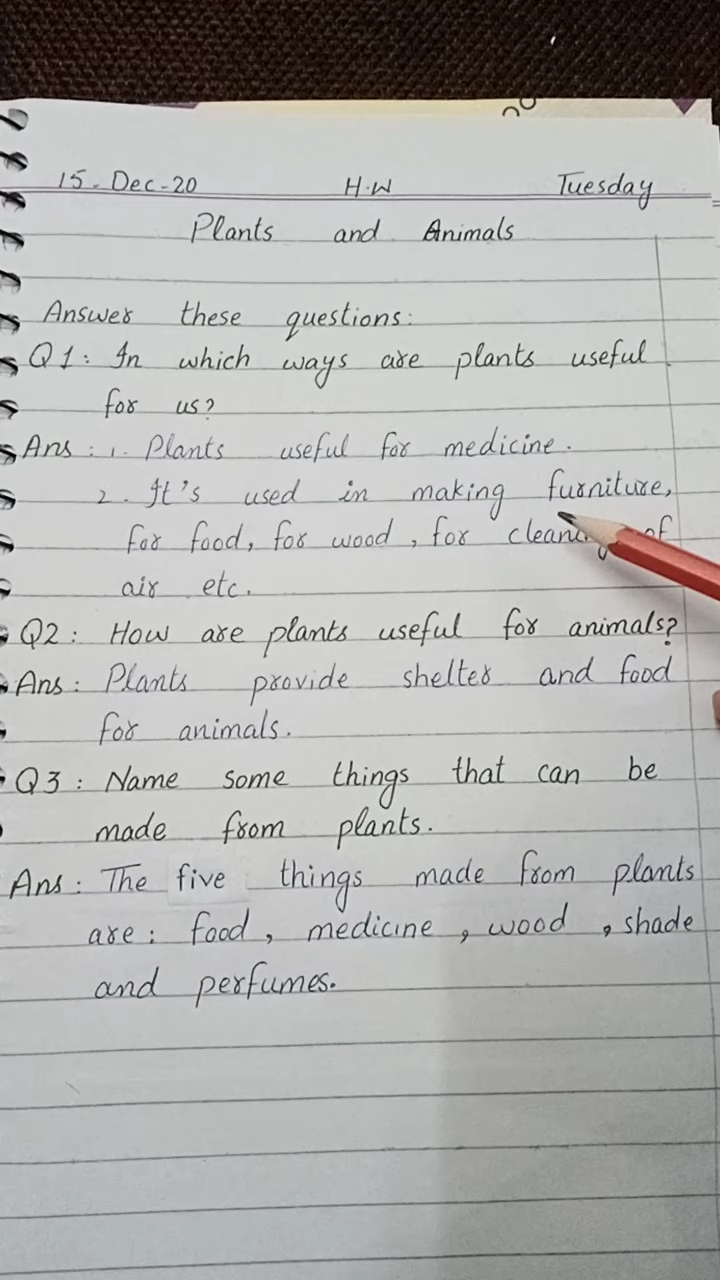 15-Dec-20 H.W Tuesday
Plants and Animals
Answer these questions:
Q1: In which ways are plants useful
for us?
Ans: 1. Plants useful for medicine.
2. It's used in making furniture,
for food, for wood, for cleaning of
air etc.
Q2: How are plants useful for animals?
Ans: Plants provide shelter and food
for animals.
Q3: Name some things that can be
made from plants.
Ans: The five things made from plants
are: food, medicine, wood, shade
and perfumes.